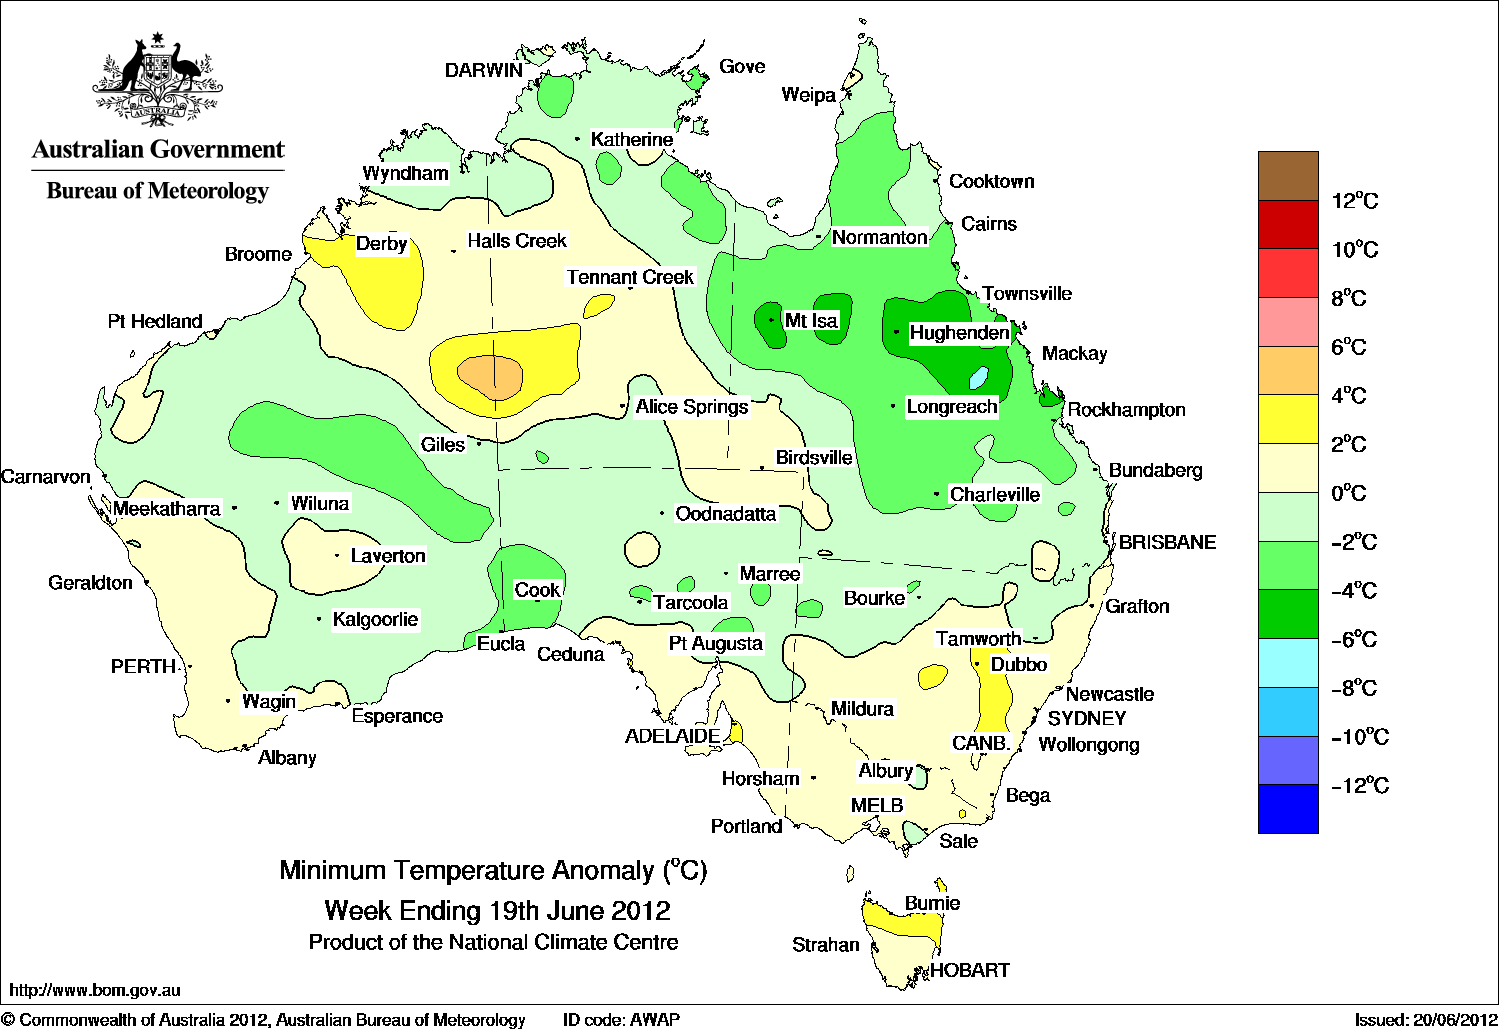 AUSTRALIA
Australian Government
Bureau of Meteorology
DARWIN
Gove
Weipa
Katherine
Wyndham
Cooktown
Cairns
Broome
Derby
Halls Creek
Normanton
Tennant Creek
Townsville
Pt Hedland
Mt Isa
Hughenden
Mackay
Alice Springs
Longreach
Rockhampton
Giles
Birdsville
Bundaberg
Carnarvon
Meekatharra
Wiluna
Oodnadatta
Charleville
Laverton
BRISBANE
Geraldton
Cook
Marree
Tarcoola
Bourke
Grafton
Kalgoorlie
Eucla
Ceduna
Pt Augusta
Tamworth
PERTH
Dubbo
Wagin
Esperance
Mildura
Newcastle
SYDNEY
ADELAIDE
CANB.
Wollongong
Albany
Horsham
Albury
Bega
MELB
Portland
Sale
Burnie
Strahan
HOBART
12°C
10°C
8°C
6°C
4°C
2°C
0°C
-2°C
-4°C
-6°C
-8°C
-10°C
-12°C
Minimum Temperature Anomaly (°C)
Week Ending 19th June 2012
Product of the National Climate Centre
http://www.bom.gov.au
© Commonwealth of Australia 2012, Australian Bureau of Meteorology ID code: AWAP Issued: 20/06/2012